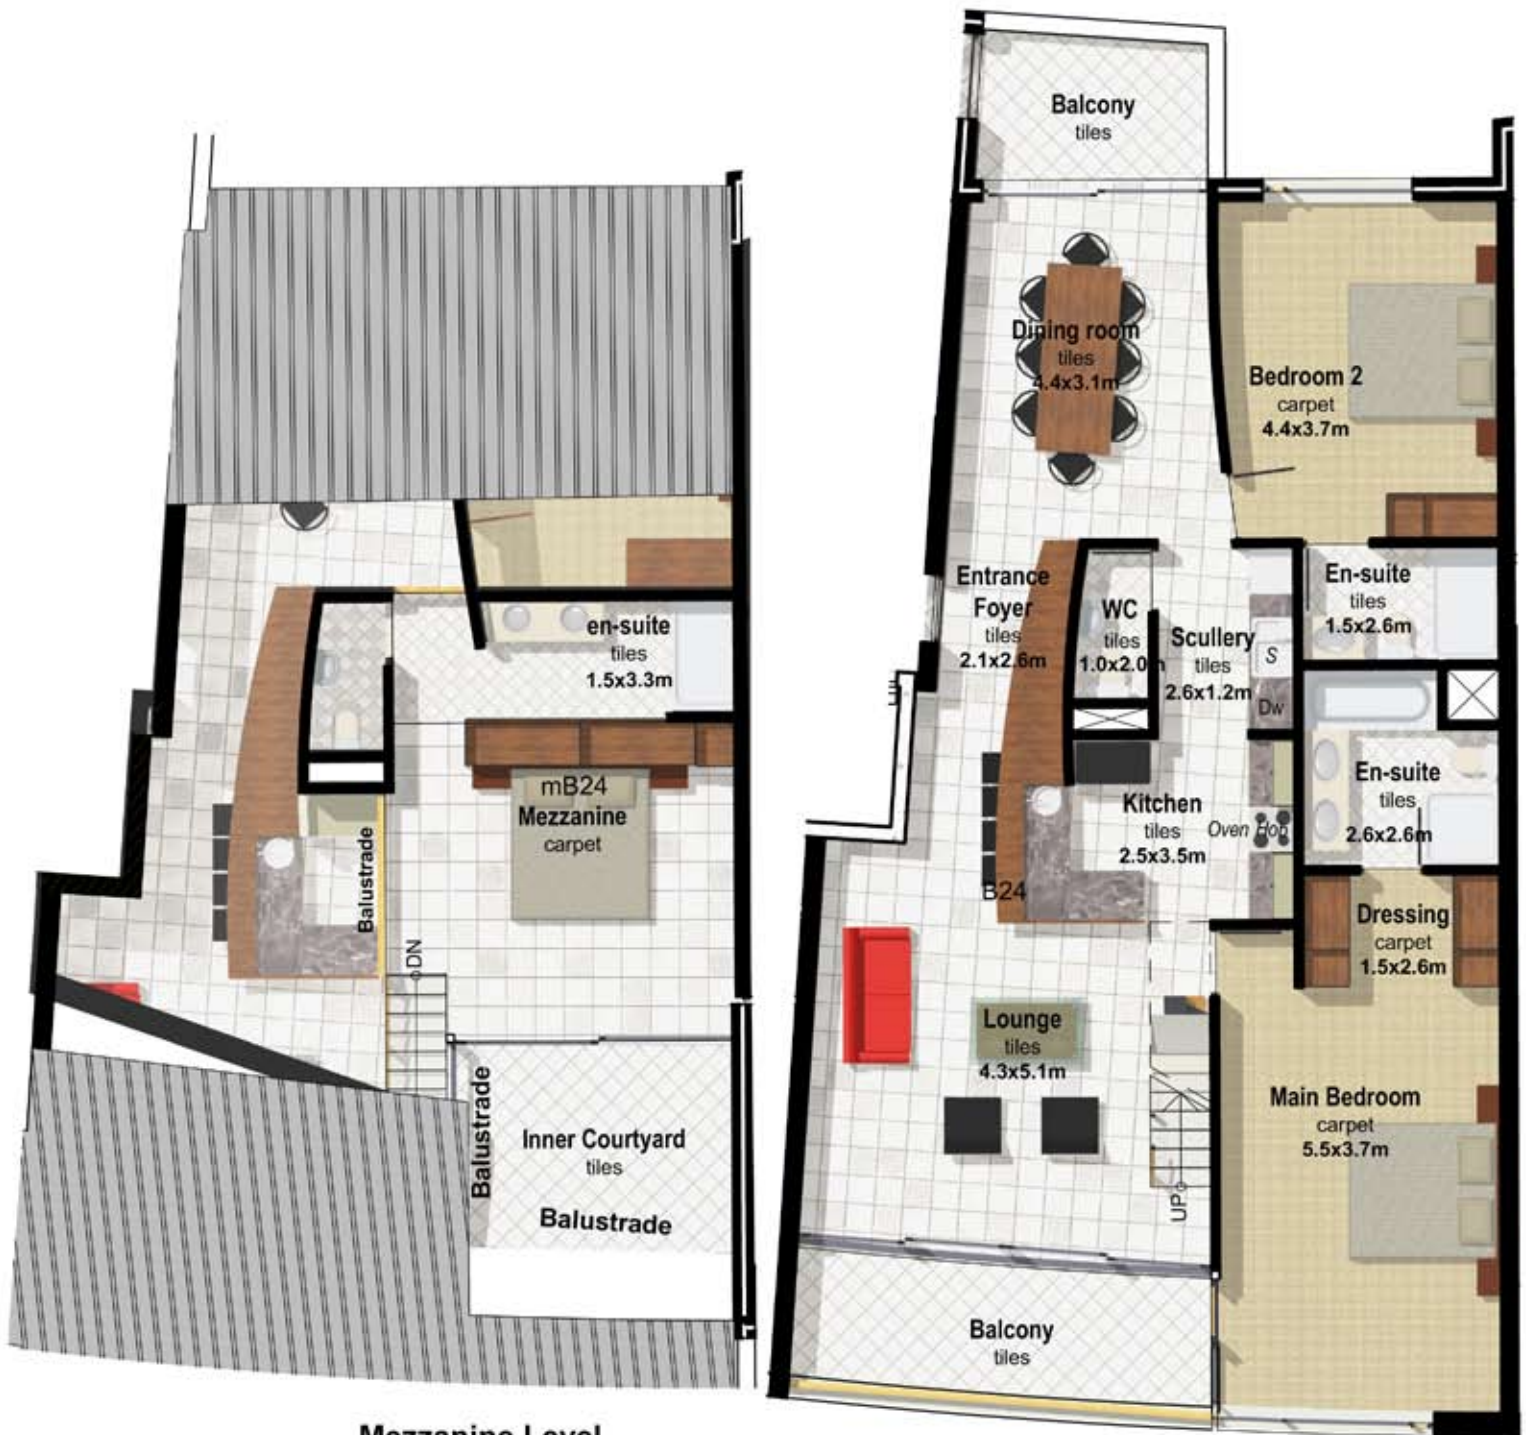 en-suite
tiles
1.5x3.3m
mB24
Mezzanine
carpet
Balustrade
DN
Balustrade
Inner Courtyard
tiles
Balustrade
Mezzanine Level
Balcony
tiles
Dining room
tiles
4.4x3.1m
Bedroom 2
carpet
4.4x3.7m
Entrance
Foyer
tiles
2.1x2.6m
WC
tiles
1.0x2.0m
Scullery
tiles
2.6x1.2m
S
Dw
En-suite
tiles
1.5x2.6m
En-suite
tiles
2.6x2.6m
Kitchen
tiles
2.5x3.5m
Oven Hob
B24
Dressing
carpet
1.5x2.6m
Lounge
tiles
4.3x5.1m
UP
Main Bedroom
carpet
5.5x3.7m
Balcony
tiles